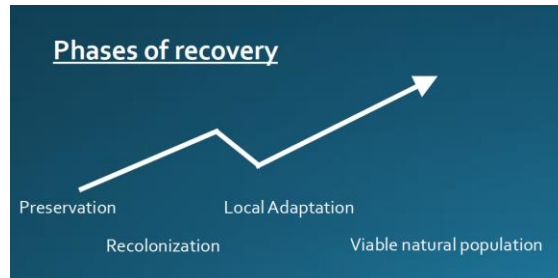 Phases of recovery
Preservation
Local Adaptation
Recolonization
Viable natural population